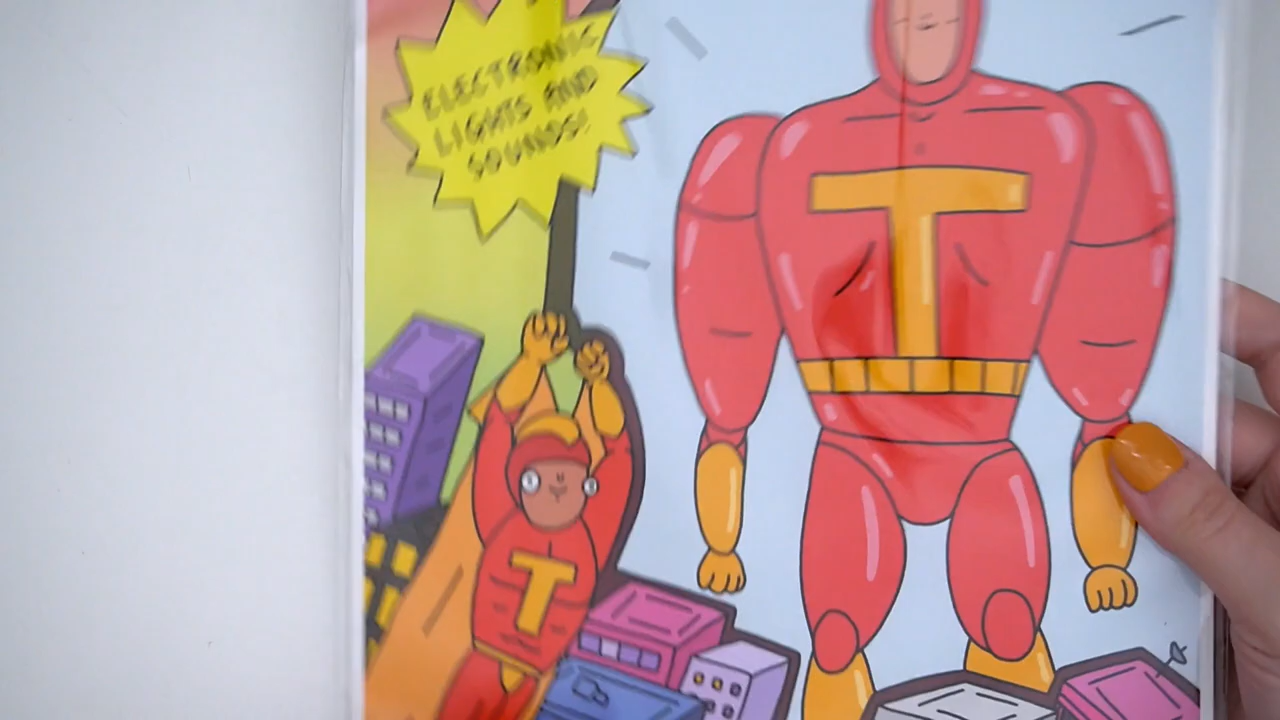 ELECTRONIC
LIGHTS AND
SOUNDS!
T
T